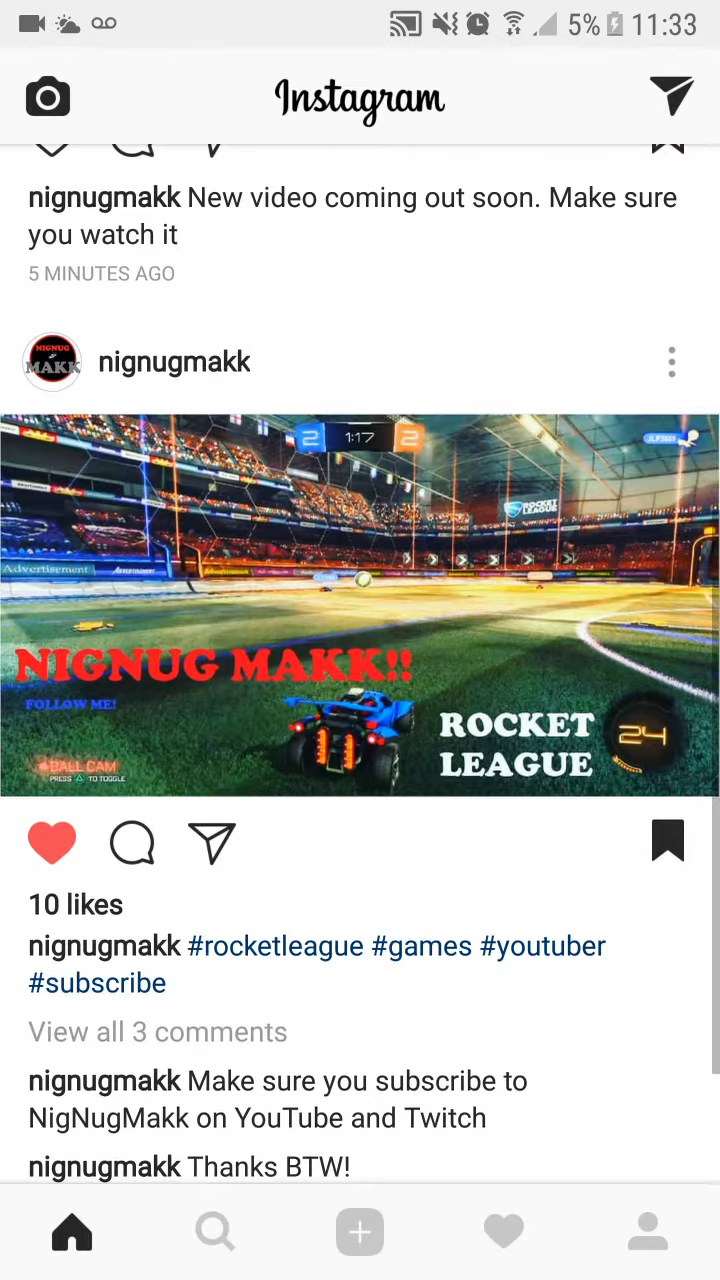 5% 11:33
Instagram
nignugmakk New video coming out soon. Make sure
you watch it
5 MINUTES AGO
NIGNUG
MAKK
nignugmakk
2 1:17 2
ROCKET
LEAGUE
Advertisement
Advertisement
NIGNUG MAKK!!
FOLLOW ME!
ROCKET
LEAGUE
24
BALL CAM
PRESS △ TO TOGGLE
10 likes
nignugmakk #rocketleague #games #youtuber
#subscribe
View all 3 comments
nignugmakk Make sure you subscribe to
NigNugMakk on YouTube and Twitch
nignugmakk Thanks BTW!